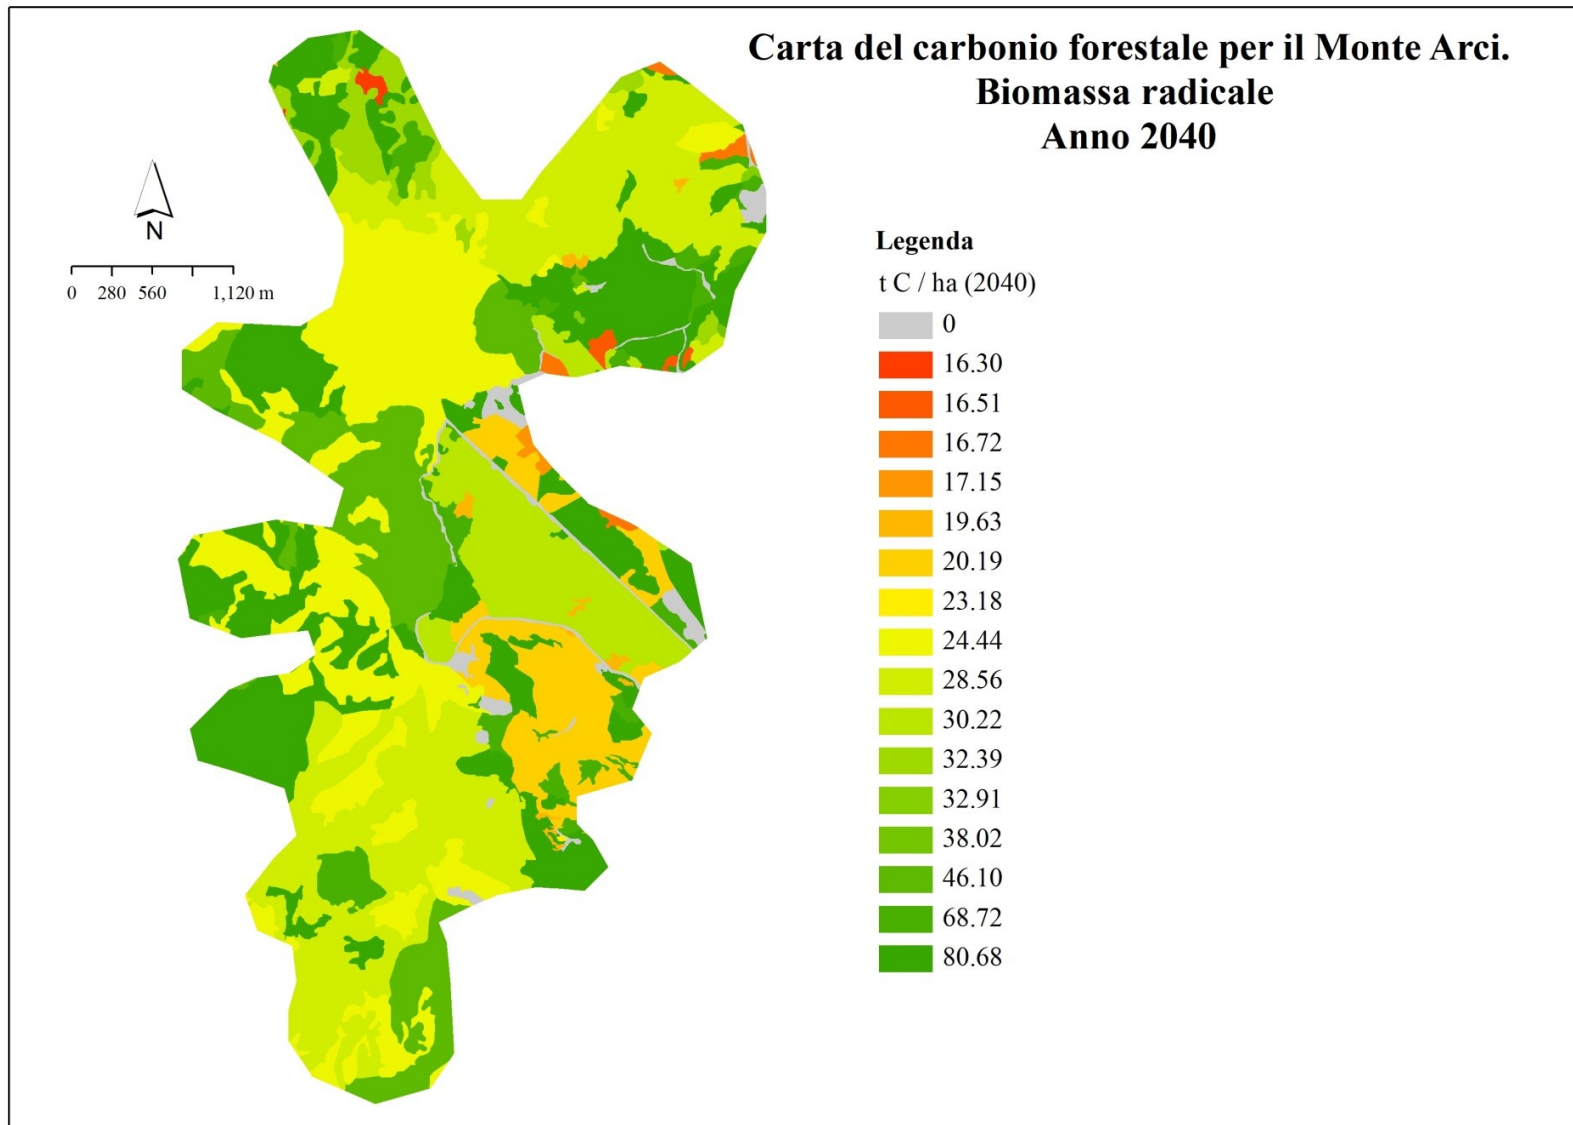 Carta del carbonio forestale per il Monte Arci.
Biomassa radicale
Anno 2040
N
0 280 560 1,120 m
Legenda
t C / ha (2040)
0
16.30
16.51
16.72
17.15
19.63
20.19
23.18
24.44
28.56
30.22
32.39
32.91
38.02
46.10
68.72
80.68